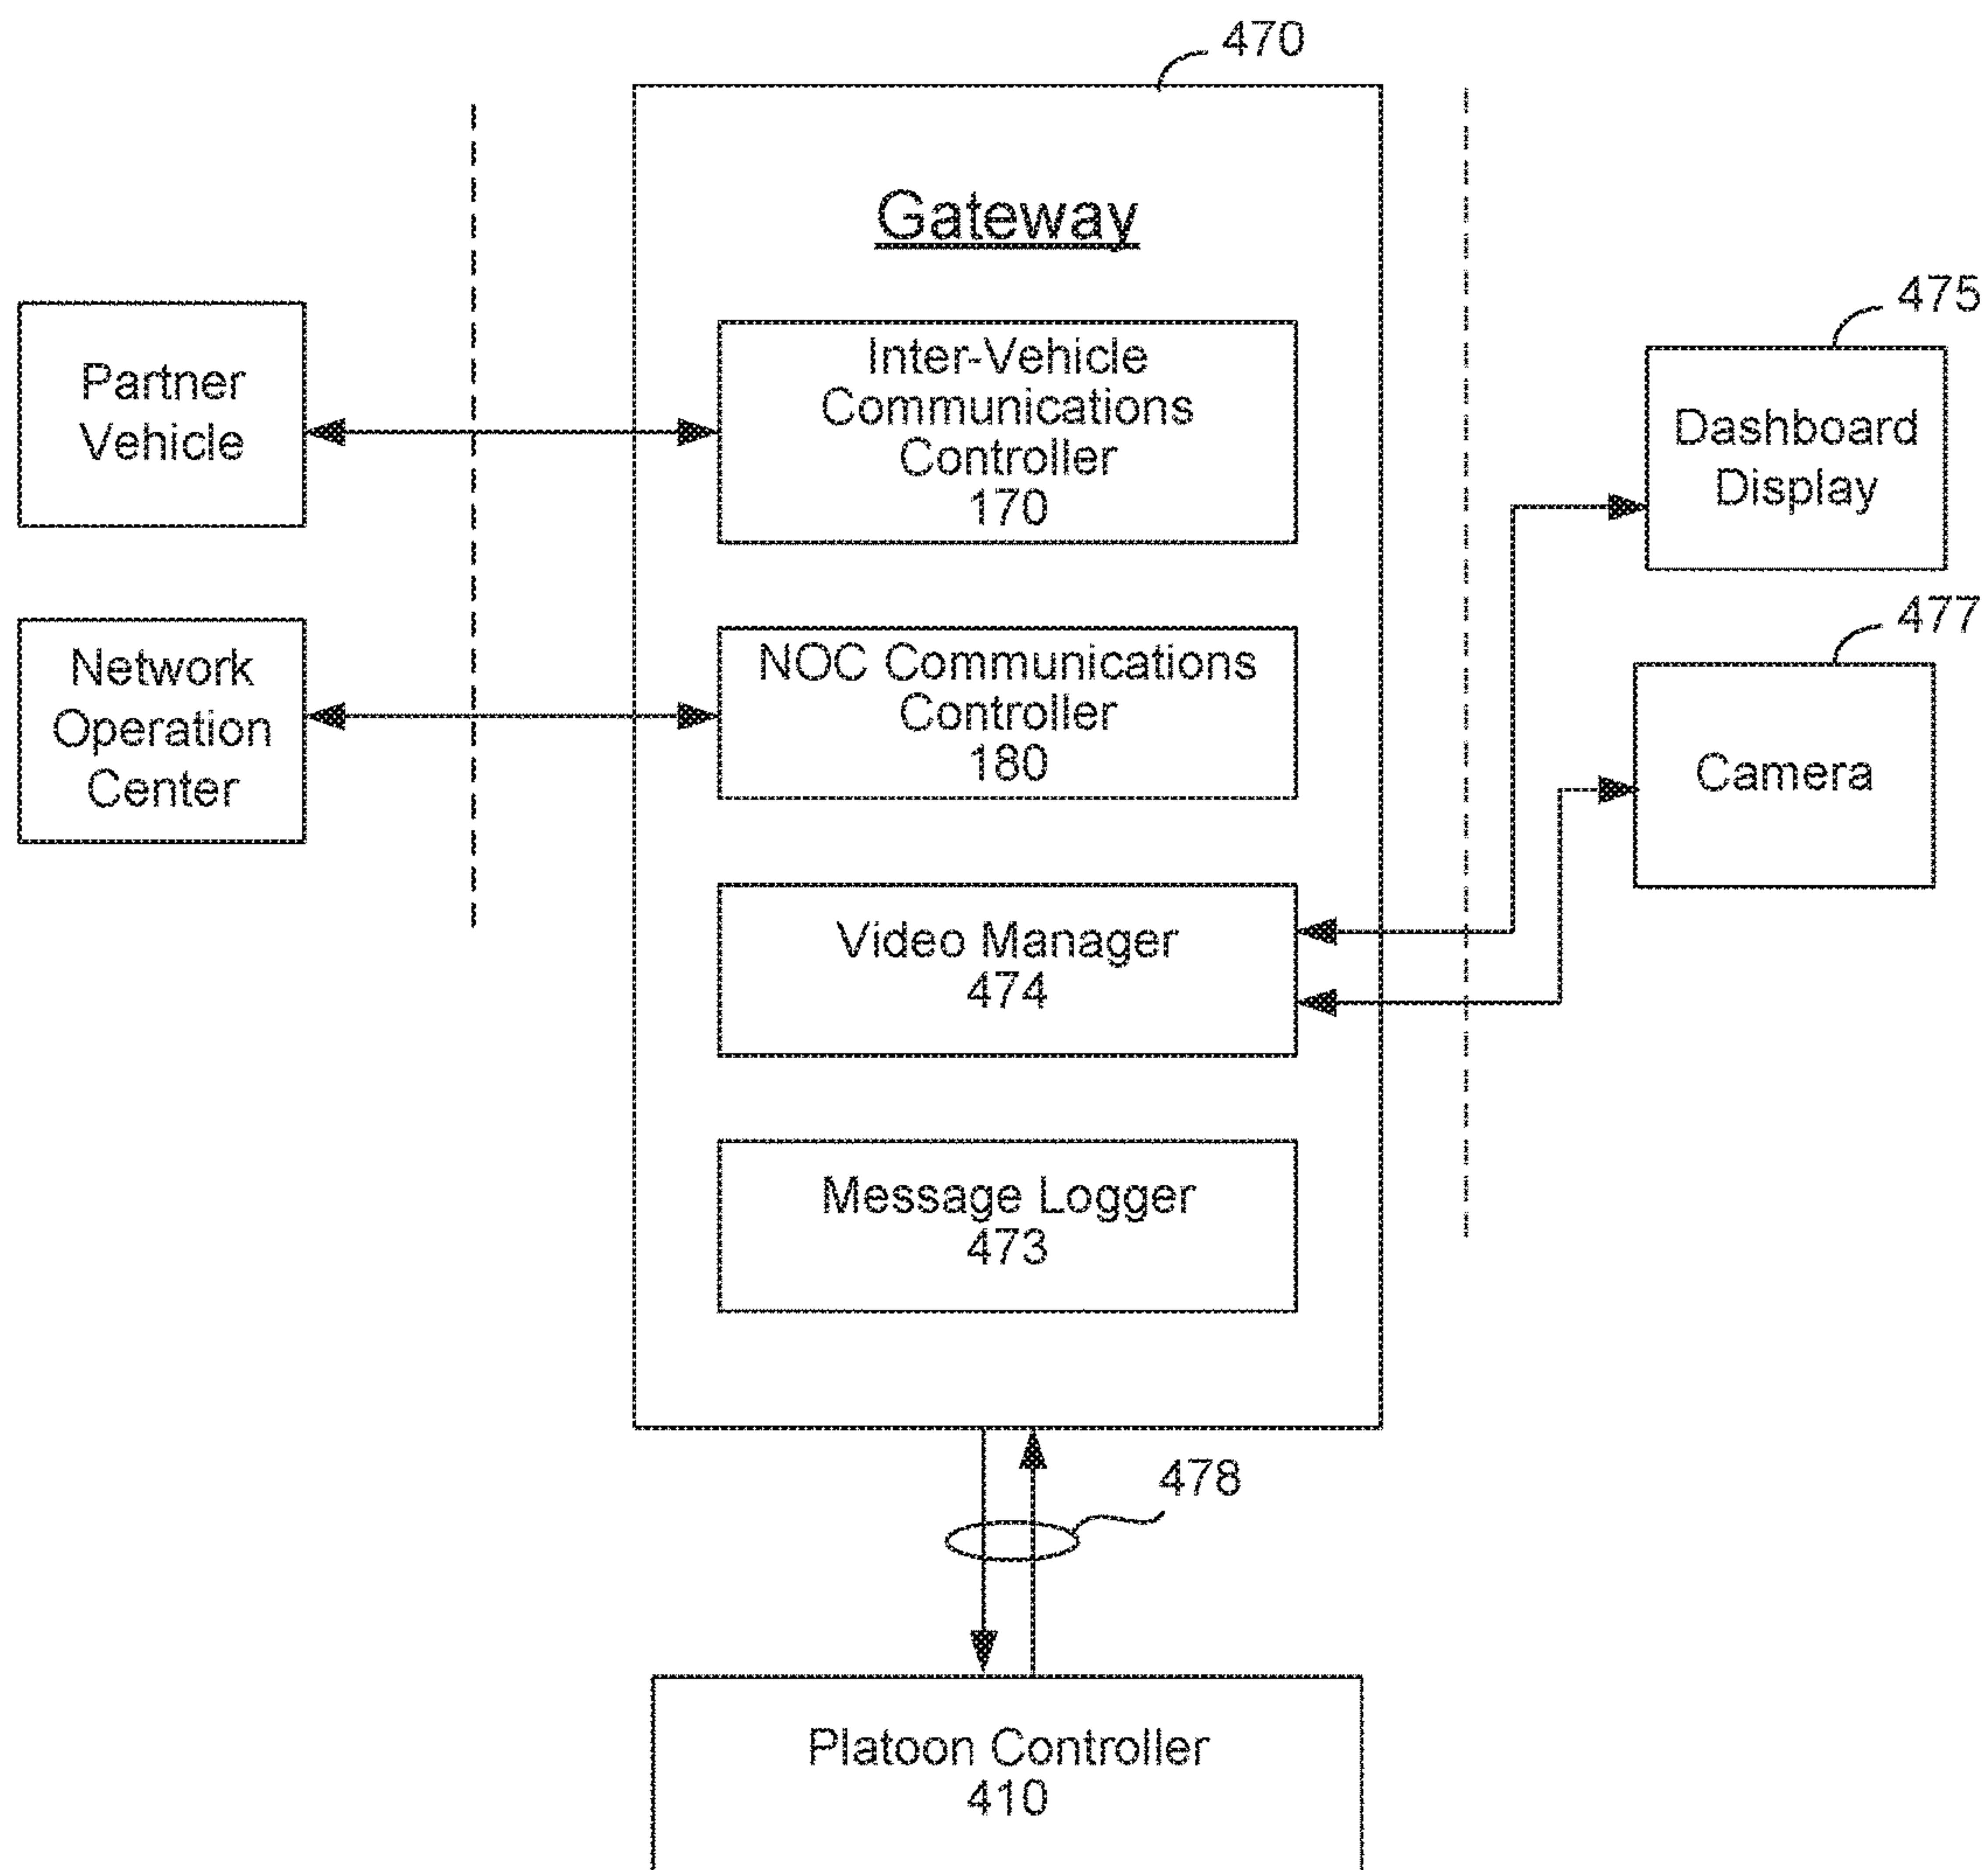 470
Gateway
Partner
Vehicle
Inter-Vehicle
Communications
Controller
170
475
Dashboard
Display
Network
Operation
Center
NOC Communications
Controller
180
477
Camera
Video Manager
474
Message Logger
473
478
Platoon Controller
410